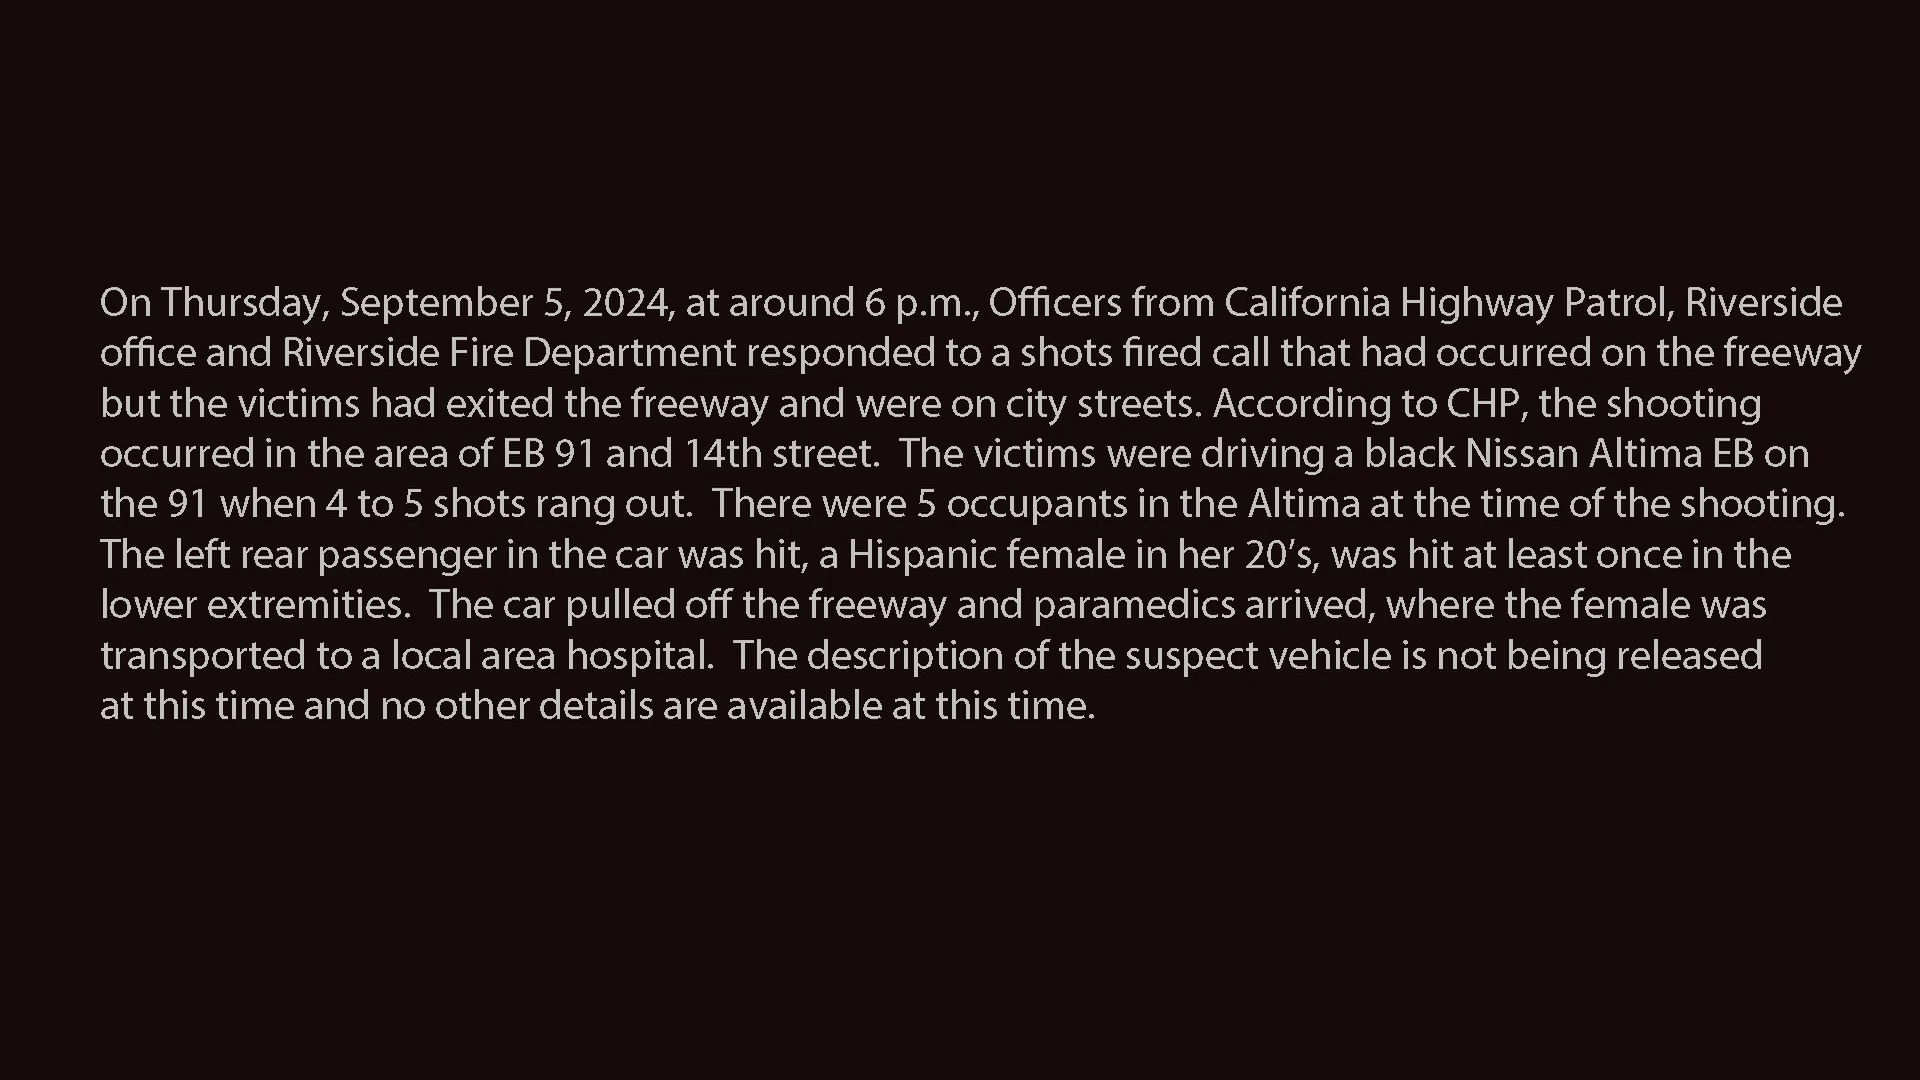 On Thursday, September 5, 2024, at around 6 p.m., Officers from California Highway Patrol, Riverside
office and Riverside Fire Department responded to a shots fired call that had occurred on the freeway
but the victims had exited the freeway and were on city streets. According to CHP, the shooting
occurred in the area of EB 91 and 14th street.  The victims were driving a black Nissan Altima EB on
the 91 when 4 to 5 shots rang out.  There were 5 occupants in the Altima at the time of the shooting.
The left rear passenger in the car was hit, a Hispanic female in her 20’s, was hit at least once in the
lower extremities.  The car pulled off the freeway and paramedics arrived, where the female was
transported to a local area hospital.  The description of the suspect vehicle is not being released
at this time and no other details are available at this time.